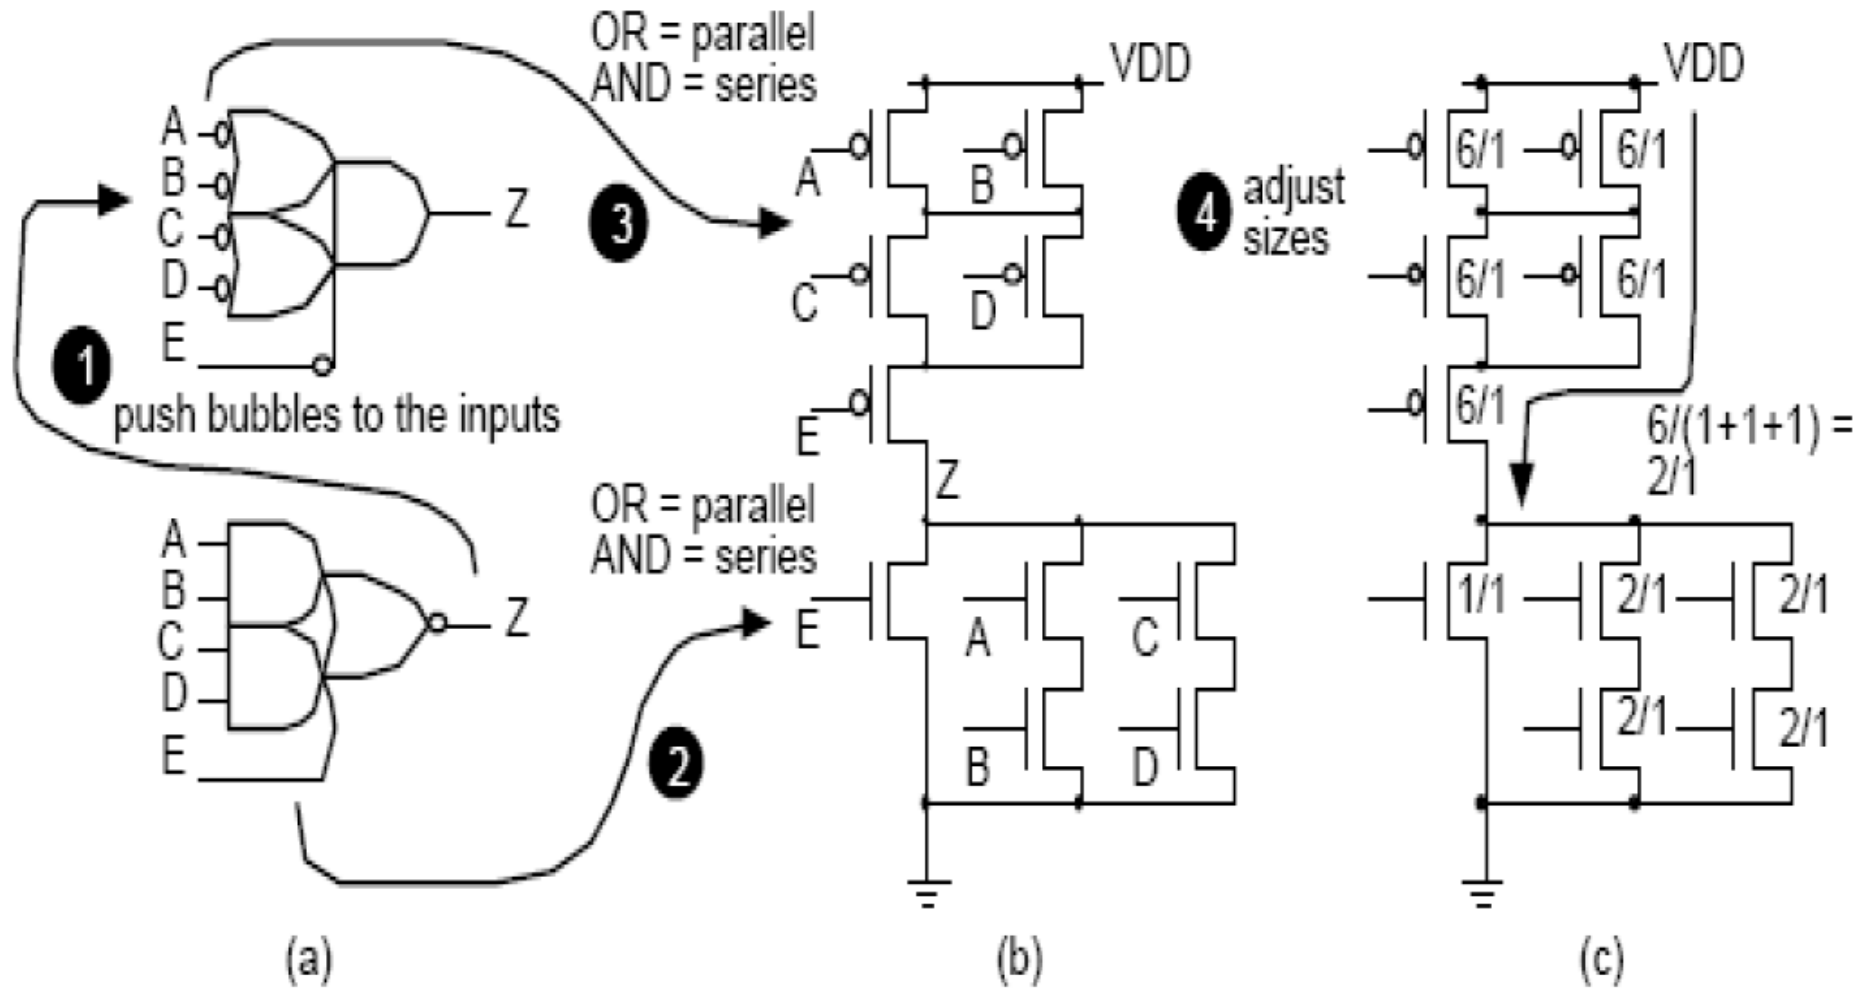 OR = parallel
AND = series
A
B
C
D
E
Z
1
push bubbles to the inputs
A
B
C
D
E
Z
3
OR = parallel
AND = series
2
VDD
A
B
C
D
E
Z
E
A
C
B
D
4
adjust
sizes
VDD
6/1
6/1
6/1
6/1
6/1
6/(1+1+1) =
2/1
1/1
2/1
2/1
2/1
2/1
(a)
(b)
(c)